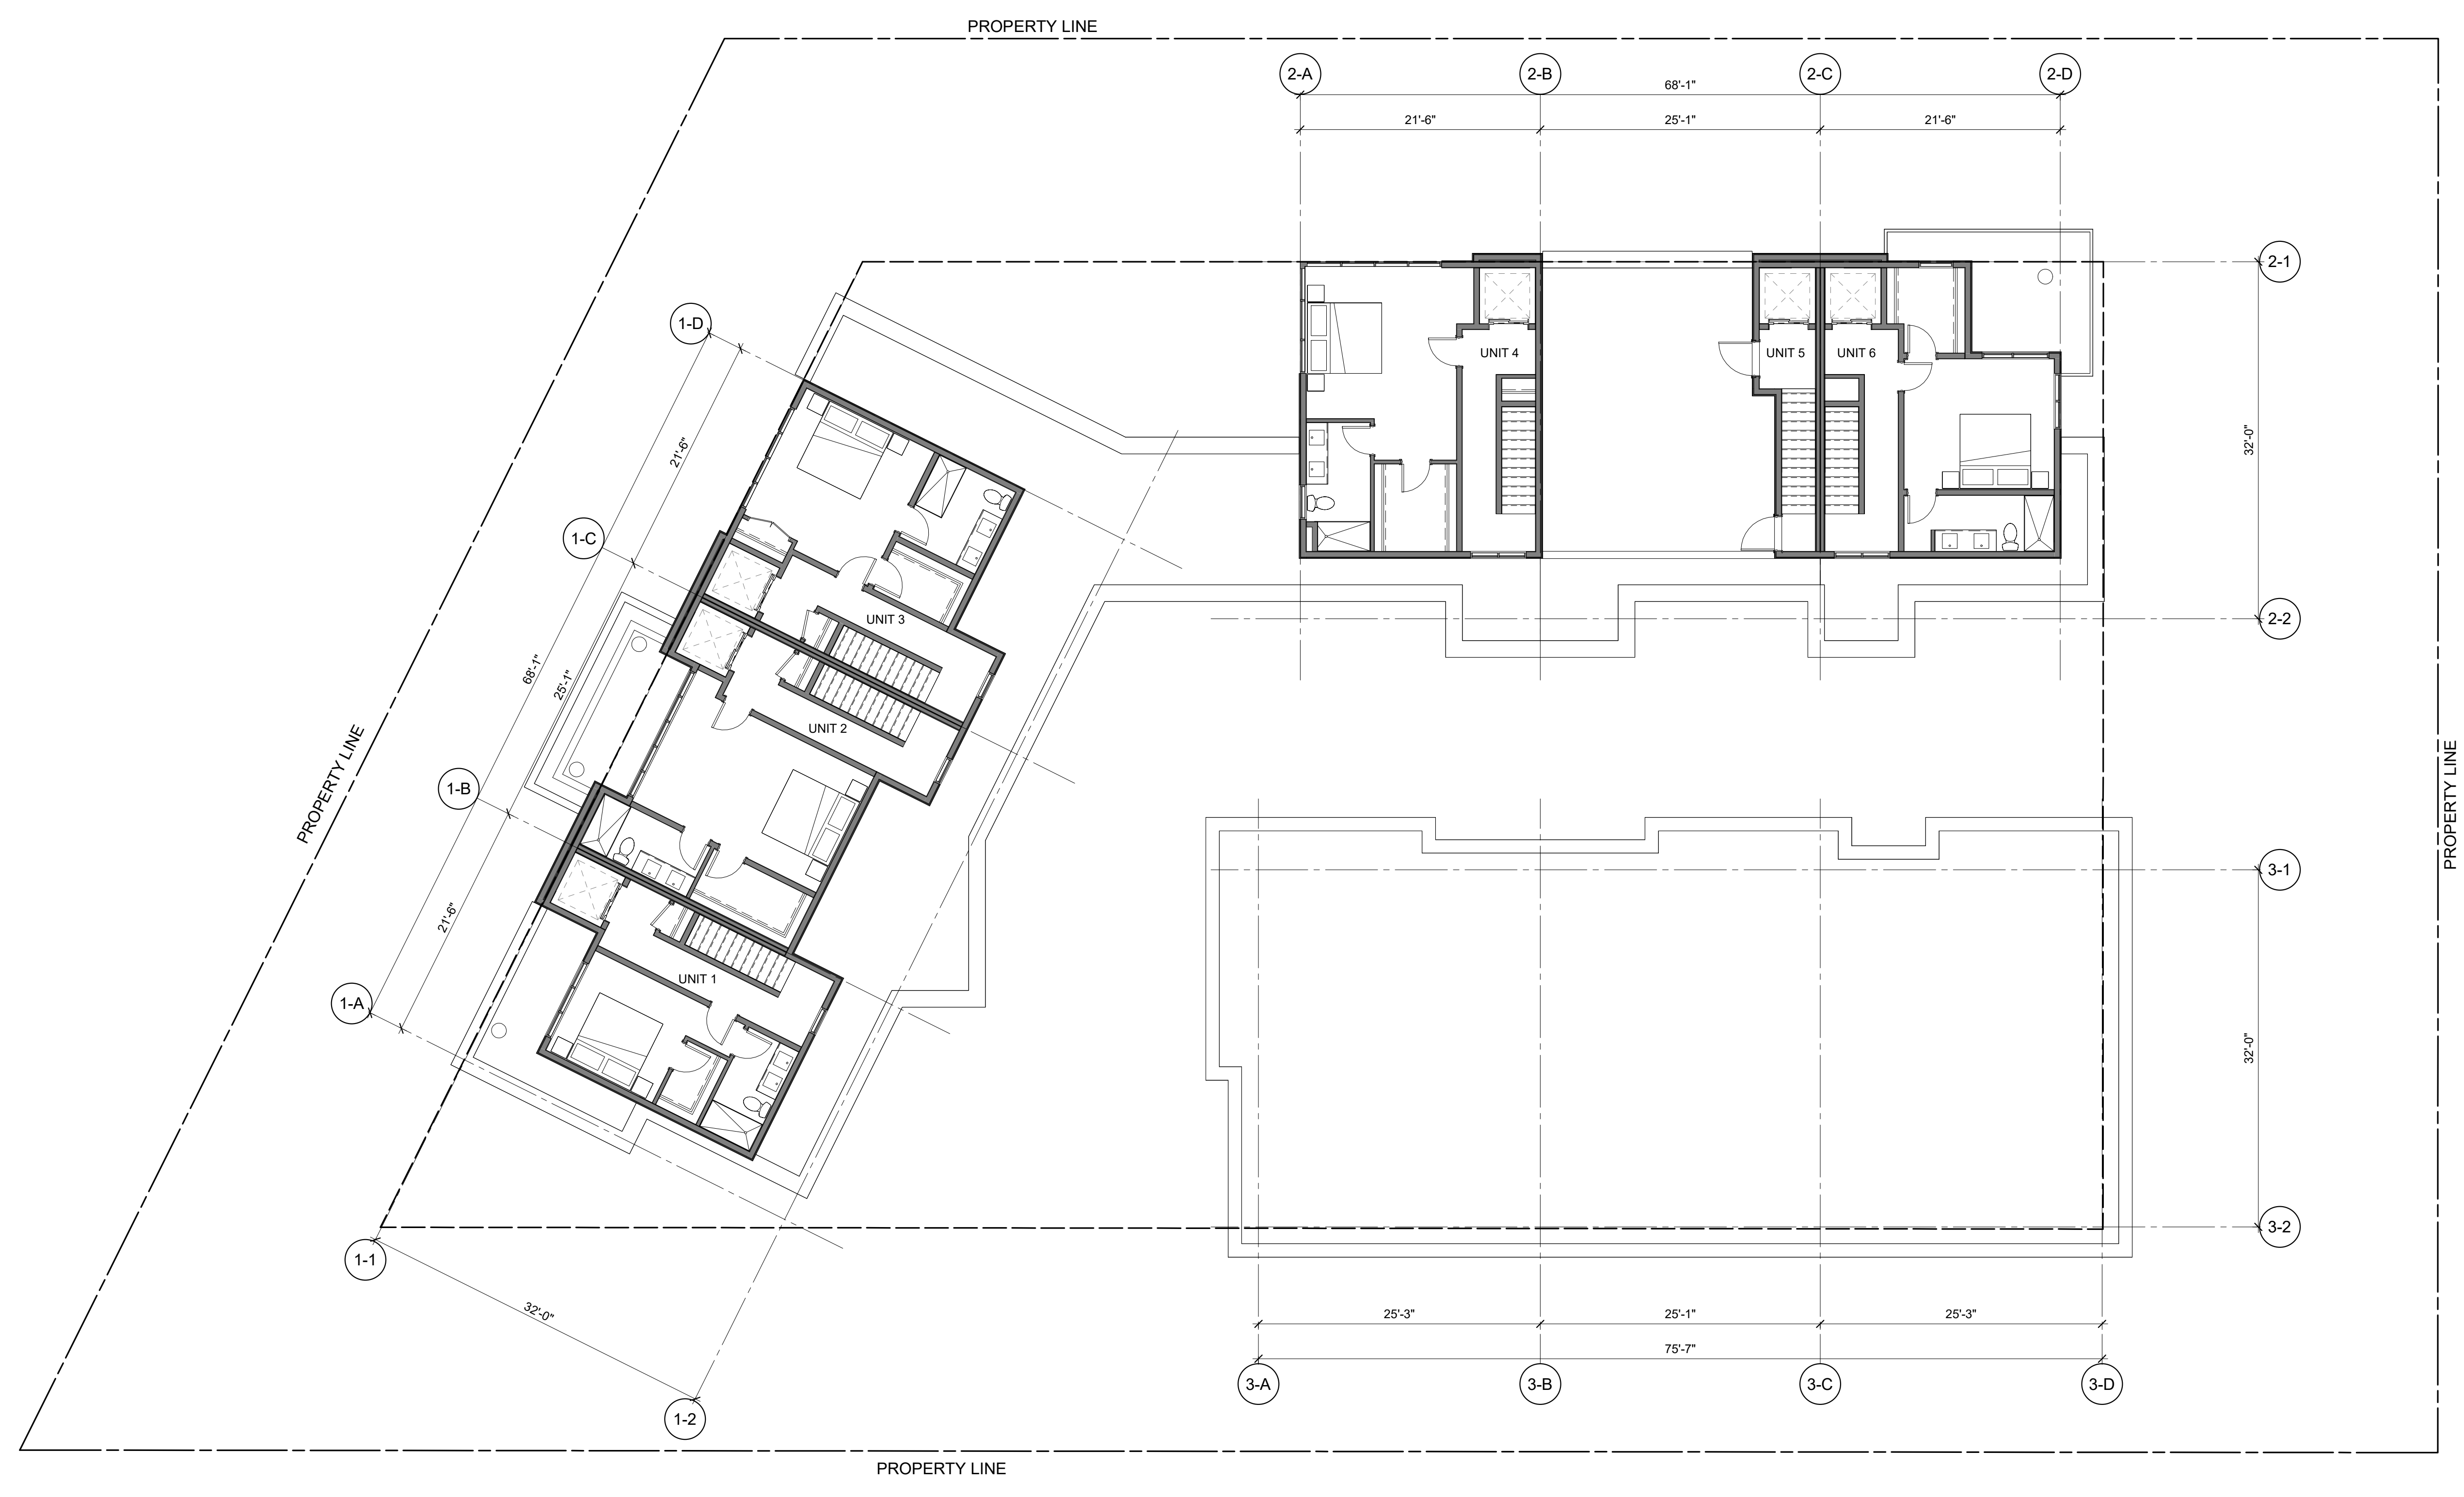 PROPERTY LINE
2-A
2-B
2-C
2-D
68'-1"
21'-6"
25'-1"
21'-6"
2-1
1-D
UNIT 4
UNIT 5
UNIT 6
32'-0"
21'-6"
1-C
2-2
UNIT 3
68'-1"
25'-1"
UNIT 2
PROPERTY LINE
PROPERTY LINE
1-B
3-1
21'-6"
UNIT 1
1-A
32'-0"
3-2
1-1
32'-0"
25'-3"
25'-1"
25'-3"
75'-7"
3-A
3-B
3-C
3-D
1-2
PROPERTY LINE